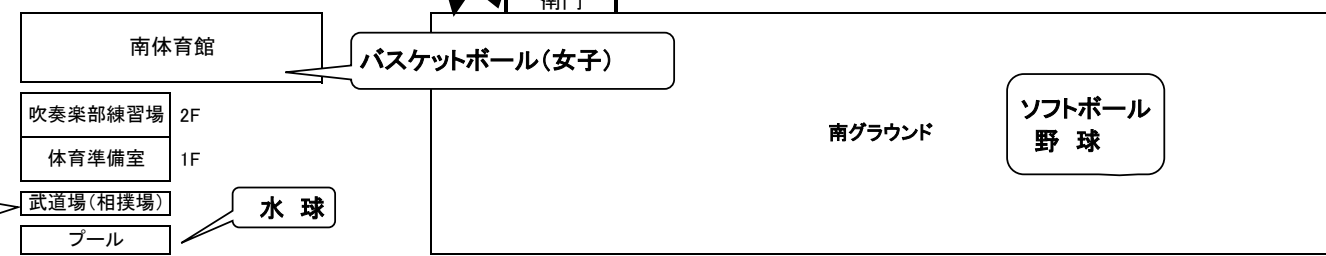 南門
南体育館
バスケットボール(女子)
吹奏楽部練習場 2F
体育準備室 1F
武道場(相撲場)
プール
水 球
南グラウンド
ソフトボール
野 球